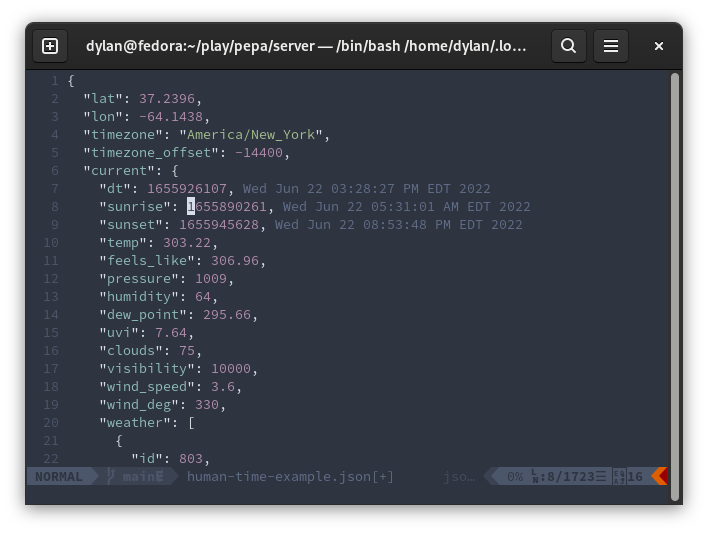 dylan@fedora:~/play/pepa/server — /bin/bash /home/dylan/.lo…
1 {
2 "lat": 37.2396,
3 "lon": -64.1438,
4 "timezone": "America/New_York",
5 "timezone_offset": -14400,
6 "current": {
7 "dt": 1655926107, Wed Jun 22 03:28:27 PM EDT 2022
8 "sunrise": 1655890261, Wed Jun 22 05:31:01 AM EDT 2022
9 "sunset": 1655945628, Wed Jun 22 08:53:48 PM EDT 2022
10 "temp": 303.22,
11 "feels_like": 306.96,
12 "pressure": 1009,
13 "humidity": 64,
14 "dew_point": 295.66,
15 "uvi": 7.64,
16 "clouds": 75,
17 "visibility": 10000,
18 "wind_speed": 3.6,
19 "wind_deg": 330,
20 "weather": [
21 {
22 "id": 803,
NORMAL main human-time-example.json[+] jso… 0% LN:8/1723☰ 16